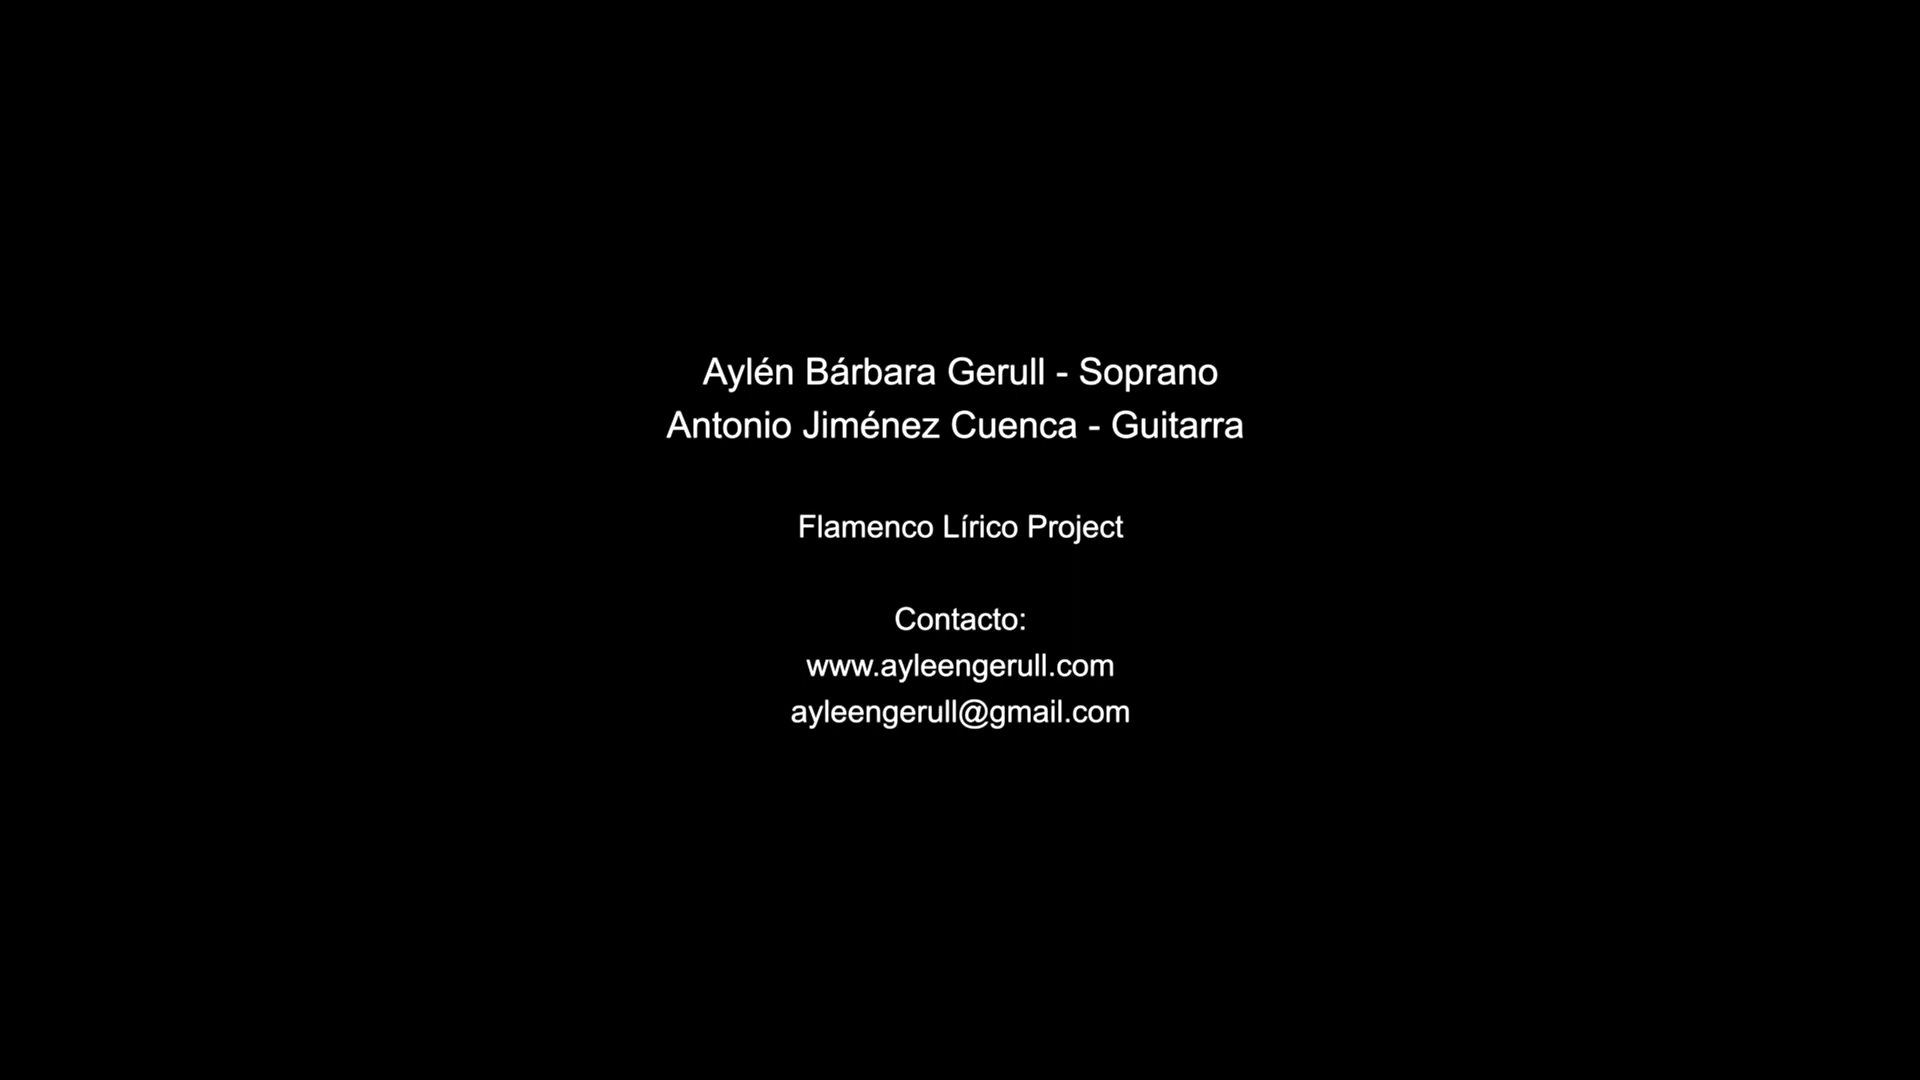 Aylén Bárbara Gerull - Soprano
Antonio Jiménez Cuenca - Guitarra
Flamenco Lírico Project
Contacto:
www.ayleengerull.com
ayleengerull@gmail.com